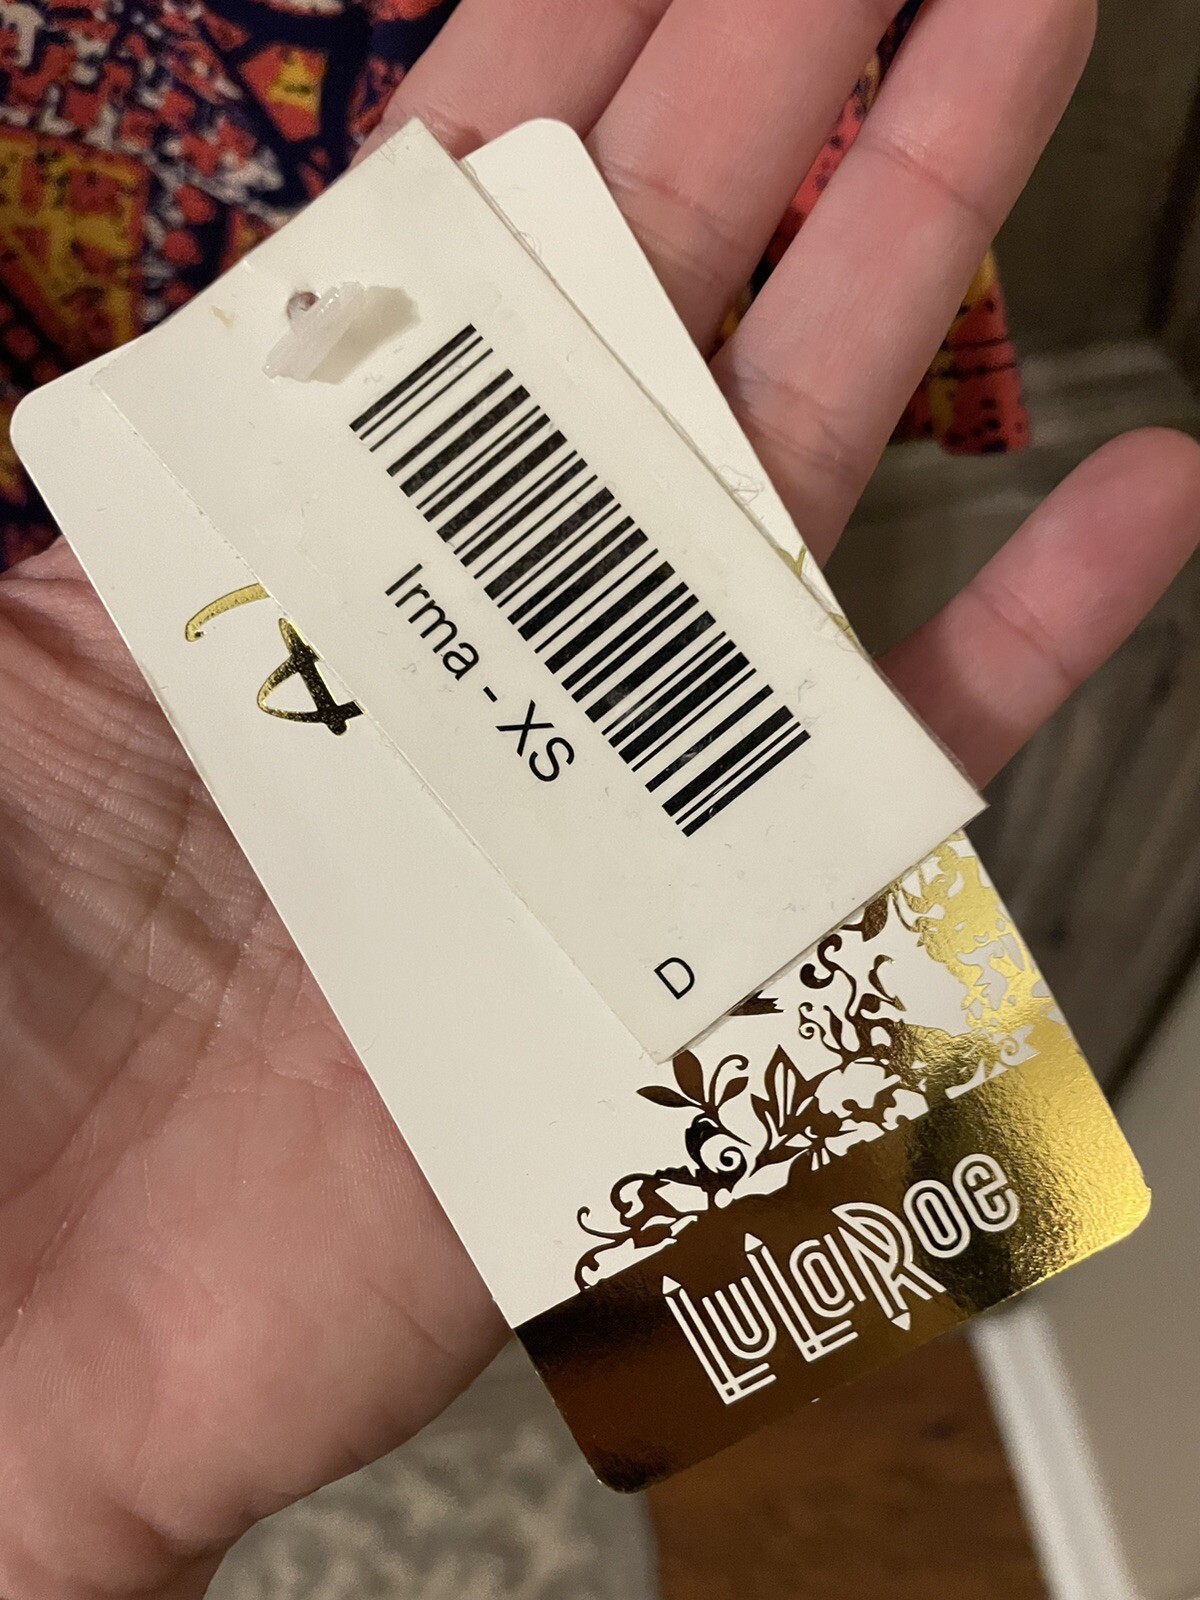 Irma - XS
D
LuLaRoe